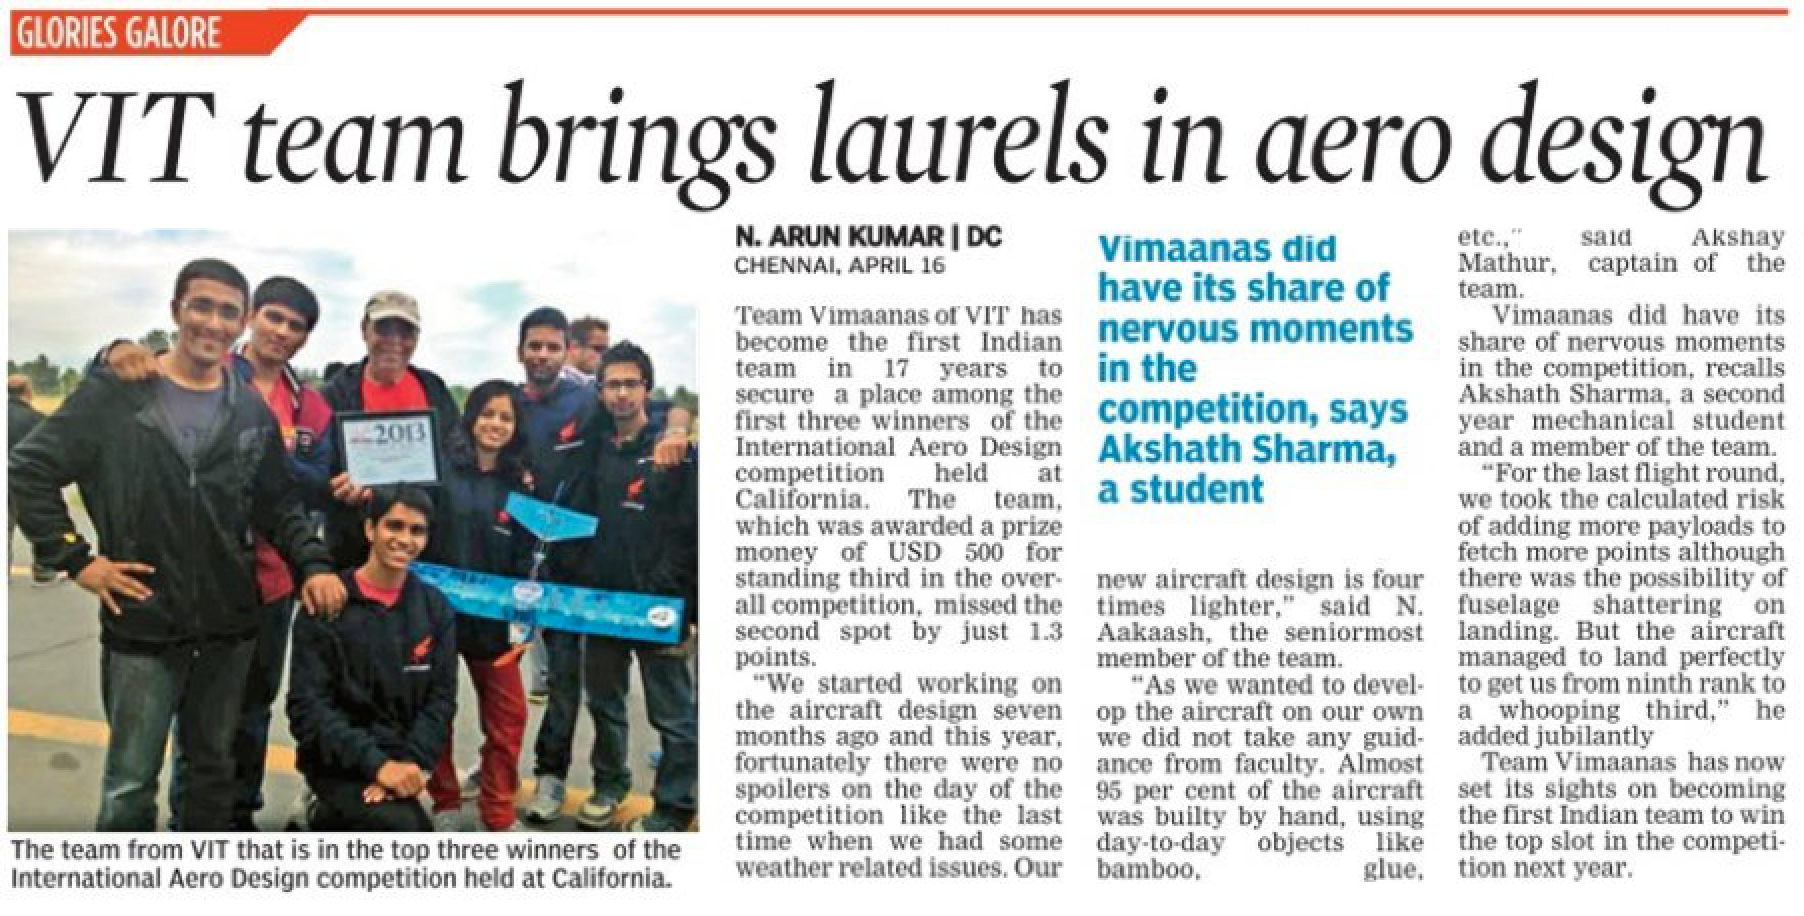 GLORIES GALORE
VIT team brings laurels in aero design
2013
The team from VIT that is in the top three winners of the
International Aero Design competition held at California.
N. ARUN KUMAR | DC
CHENNAI, APRIL 16
Team Vimaanas of VIT has
become the first Indian
team in 17 years to
secure a place among the
first three winners of the
International Aero Design
competition held at
California. The team,
which was awarded a prize
money of USD 500 for
standing third in the over-
all competition, missed the
second spot by just 1.3
points.
“We started working on
the aircraft design seven
months ago and this year,
fortunately there were no
spoilers on the day of the
competition like the last
time when we had some
weather related issues. Our
Vimaanas did
have its share of
nervous moments
in the
competition, says
Akshath Sharma,
a student
new aircraft design is four
times lighter,” said N.
Aakaash, the seniormost
member of the team.
“As we wanted to devel-
op the aircraft on our own
we did not take any guid-
ance from faculty. Almost
95 per cent of the aircraft
was builty by hand, using
day-to-day objects like
bamboo, glue,
etc.,” said Akshay
Mathur, captain of the
team.
Vimaanas did have its
share of nervous moments
in the competition, recalls
Akshath Sharma, a second
year mechanical student
and a member of the team.
“For the last flight round,
we took the calculated risk
of adding more payloads to
fetch more points although
there was the possibility of
fuselage shattering on
landing. But the aircraft
managed to land perfectly
to get us from ninth rank to
a whooping third,” he
added jubilantly
Team Vimaanas has now
set its sights on becoming
the first Indian team to win
the top slot in the competi-
tion next year.